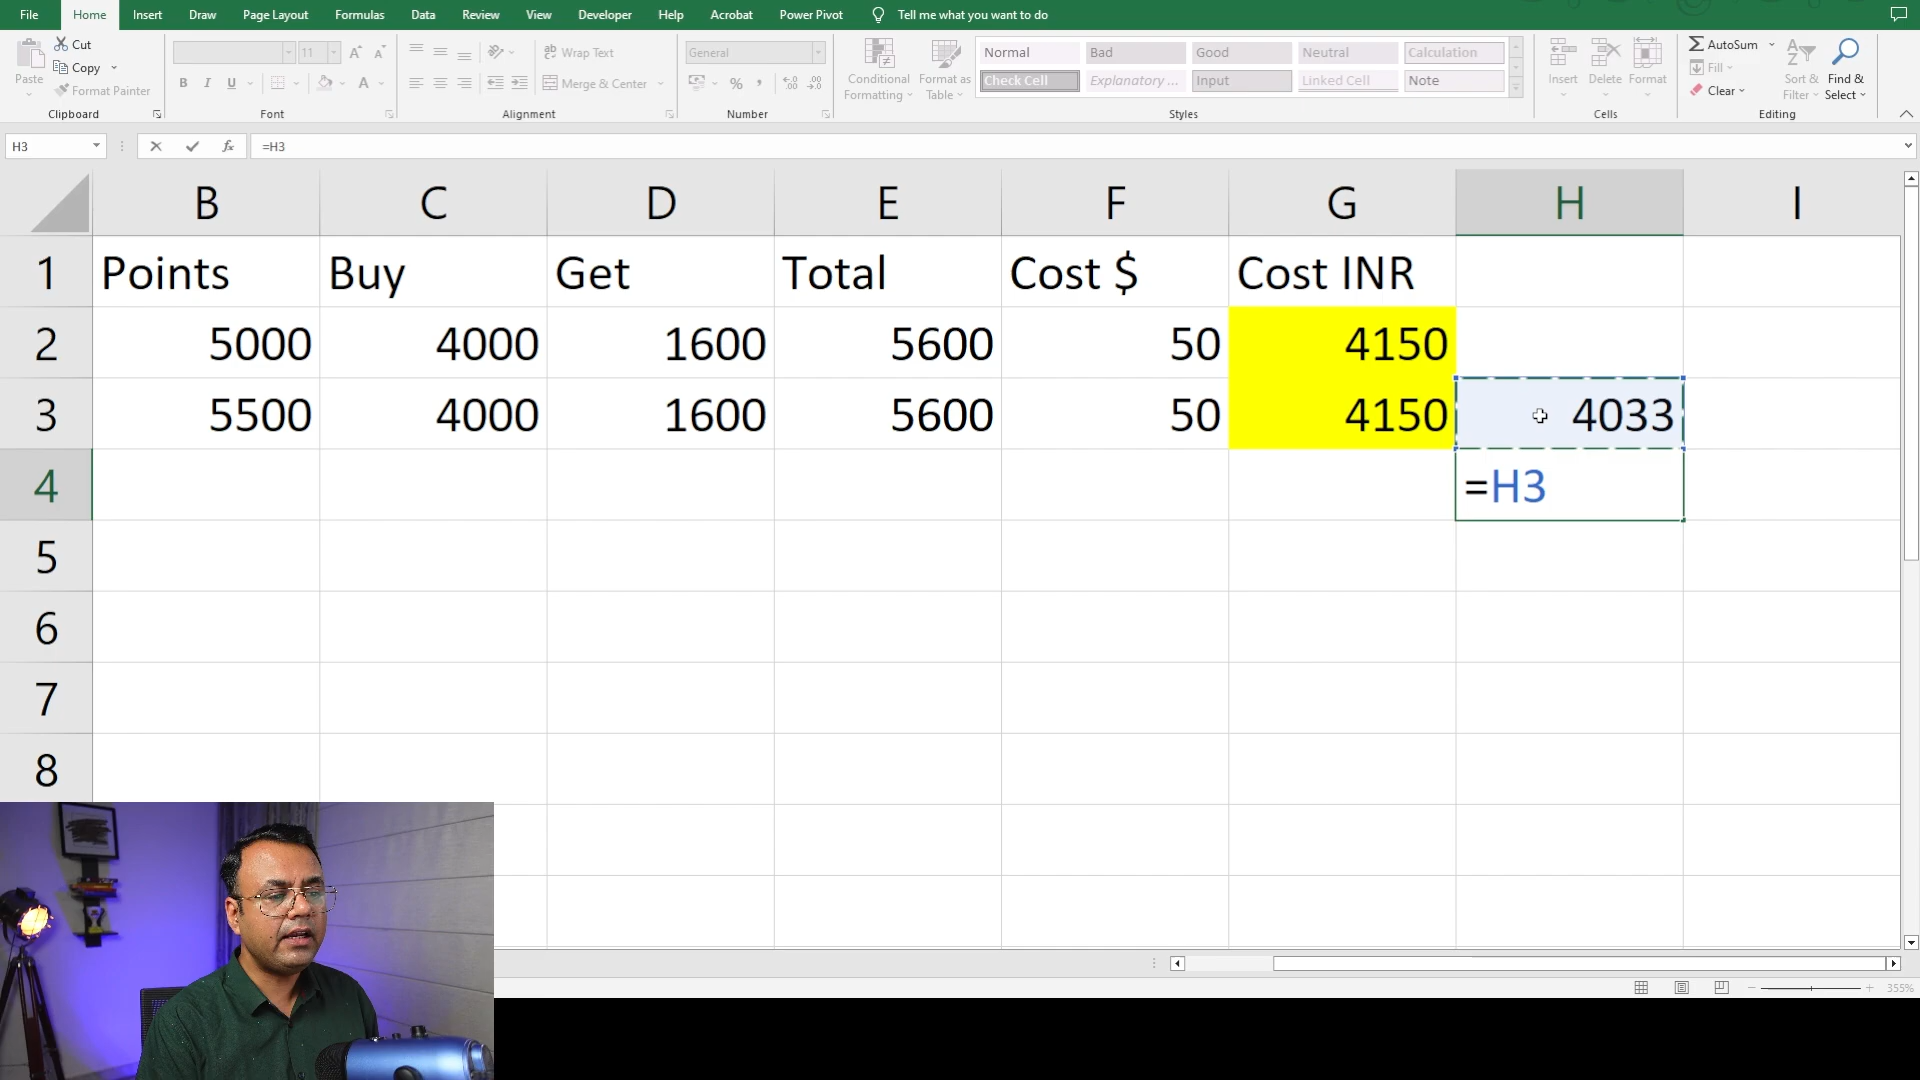 File Home Insert Draw Page Layout Formulas Data Review View Developer Help Acrobat Power Pivot Tell me what you want to do
Paste
Cut
Copy
Format Painter
Clipboard
11
A A
B I U A
Font
ab Wrap Text
Merge & Center
Alignment
General
% ,
Number
Conditional Formatting
Format as Table
Normal Bad Good Neutral Calculation
Check Cell Explanatory ... Input Linked Cell Note
Styles
Insert Delete Format
Cells
AutoSum
Fill
Clear
Sort & Filter
Find & Select
Editing
H3 fx =H3
B C D E F G H I
1 Points Buy Get Total Cost $ Cost INR
2 5000 4000 1600 5600 50 4150
3 5500 4000 1600 5600 50 4150 4033
4 =H3
5
6
7
8
355%